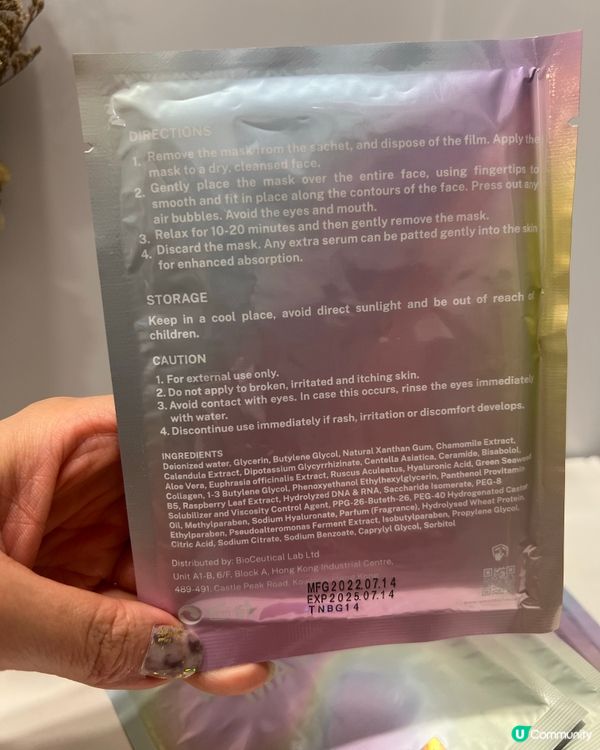 DIRECTIONS
1. Remove the mask from the sachet, and dispose of the film. Apply the
mask to a dry, cleansed face.
2. Gently place the mask over the entire face, using fingertips to
smooth and fit in place along the contours of the face. Press out any
air bubbles. Avoid the eyes and mouth.
3. Relax for 10-20 minutes and then gently remove the mask.
4. Discard the mask. Any extra serum can be patted gently into the skin
for enhanced absorption.
STORAGE
Keep in a cool place, avoid direct sunlight and be out of reach of
children.
CAUTION
1. For external use only.
2. Do not apply to broken, irritated and itching skin.
3. Avoid contact with eyes. In case this occurs, rinse the eyes immediately
with water.
4. Discontinue use immediately if rash, irritation or discomfort develops.
INGREDIENTS
Deionized water, Glycerin, Butylene Glycol, Natural Xanthan Gum, Chamomile Extract,
Calendula Extract, Dipotassium Glycyrrhizinate, Centella Asiatica, Ceramide, Bisabolol,
Aloe Vera, Euphrasia officinalis Extract, Ruscus Aculeatus, Hyaluronic Acid, Green Seaweed
Collagen, 1-3 Butylene Glycol, Phenoxyethanol Ethylhexylglycerin, Panthenol Provitamin
B5, Raspberry Leaf Extract, Hydrolyzed DNA & RNA, Saccharide Isomerate, PEG-8
Solubilizer and Viscosity Control Agent, PPG-26-Buteth-26, PEG-40 Hydrogenated Castor
Oil, Methylparaben, Sodium Hyaluronate, Parfum (Fragrance), Hydrolysed Wheat Protein,
Ethylparaben, Pseudoalteromonas Ferment Extract, Isobutylparaben, Propylene Glycol,
Citric Acid, Sodium Citrate, Sodium Benzoate, Caprylyl Glycol, Sorbitol
Distributed by: BioCeutical Lab Ltd
Unit A1-B, 6/F, Block A, Hong Kong Industrial Centre,
489-491, Castle Peak Road,
MFG2022.07.14
EXP2025.07.14
TNBG14
U Community